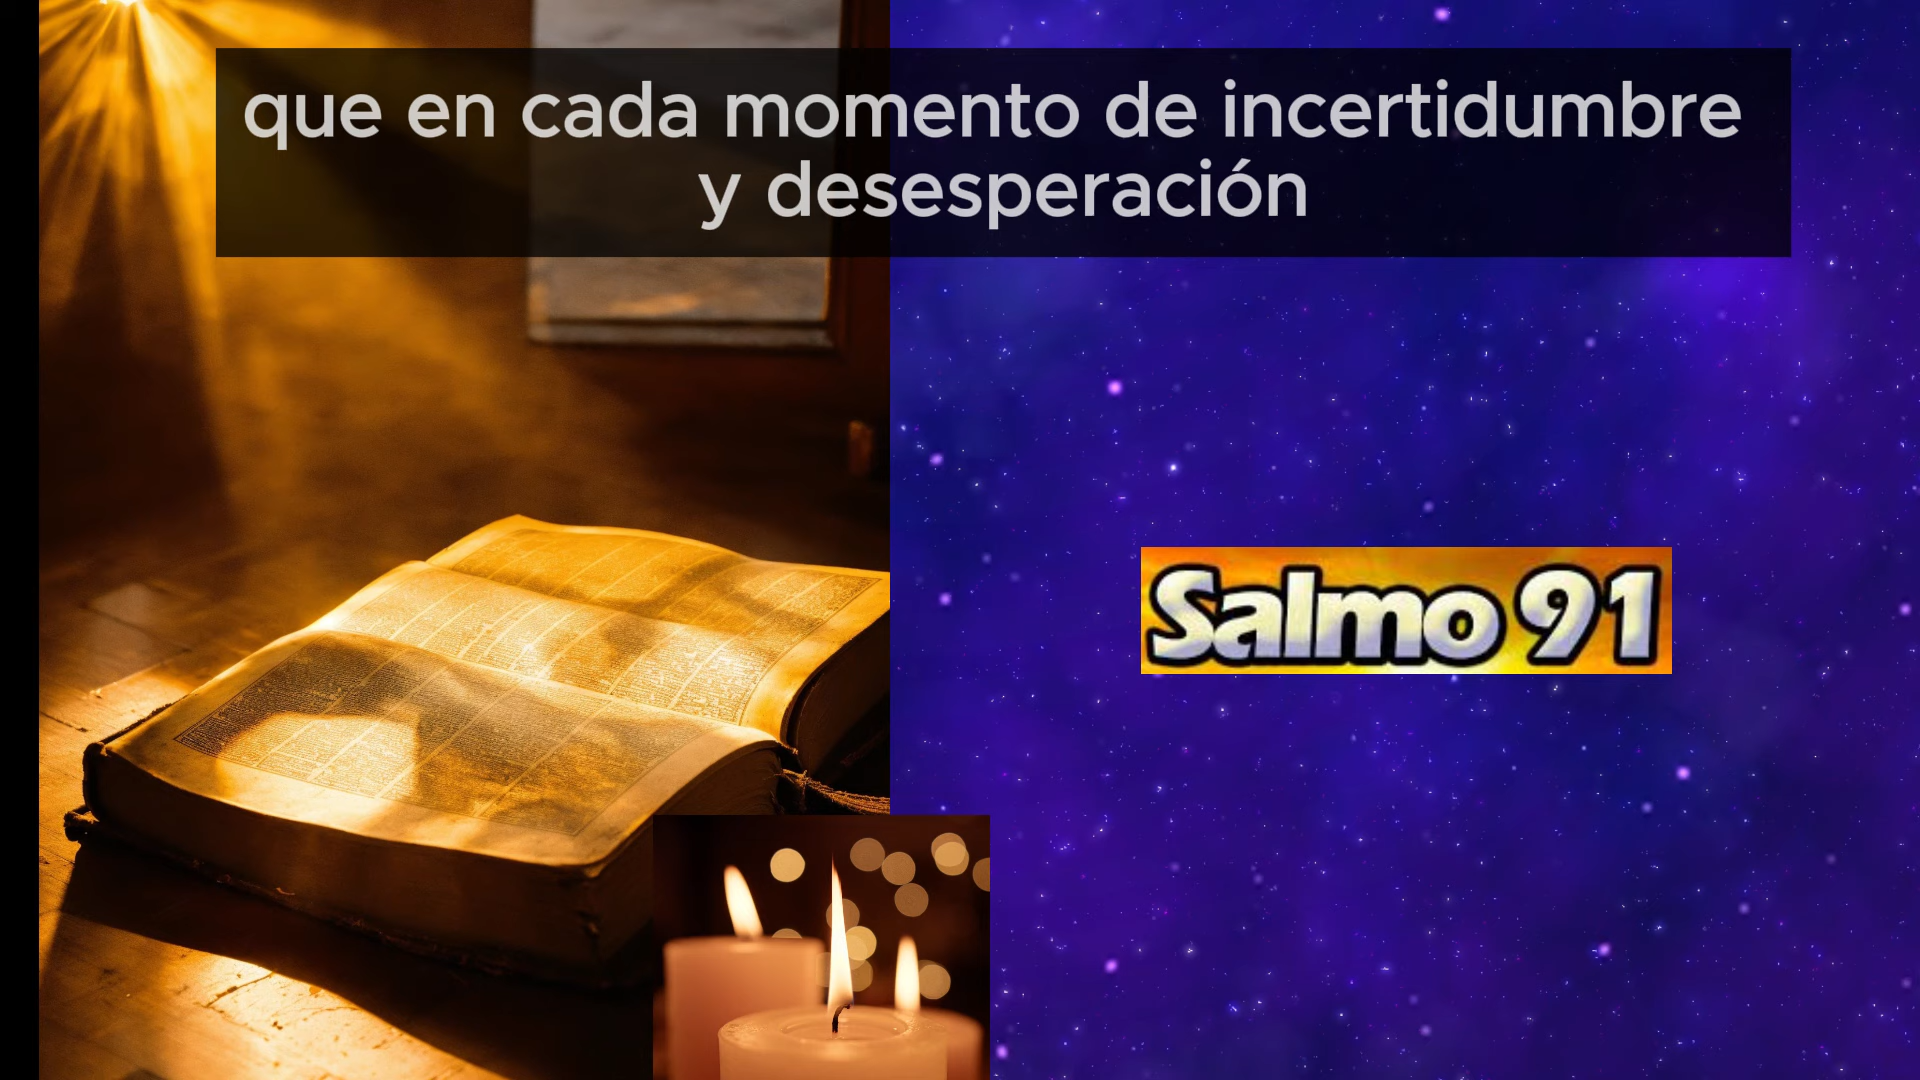 que en cada momento de incertidumbre
y desesperación
Salmo 91